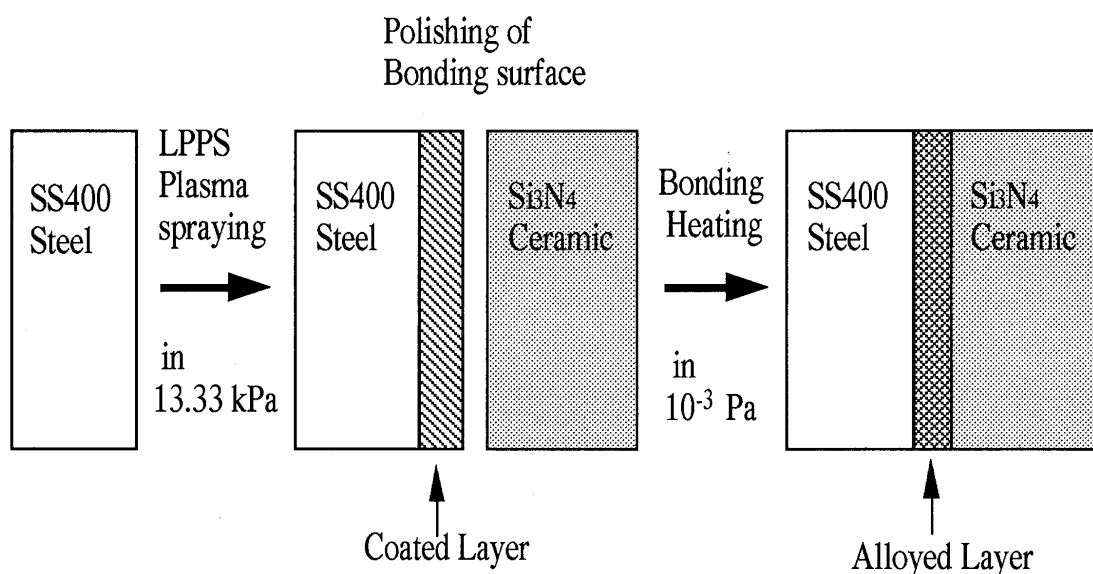 Polishing of
Bonding surface
SS400
Steel
LPPS
Plasma
spraying
in
13.33 kPa
SS400
Steel
Si3N4
Ceramic
Bonding
Heating
in
10-3 Pa
SS400
Steel
Si3N4
Ceramic
Coated Layer
Alloyed Layer